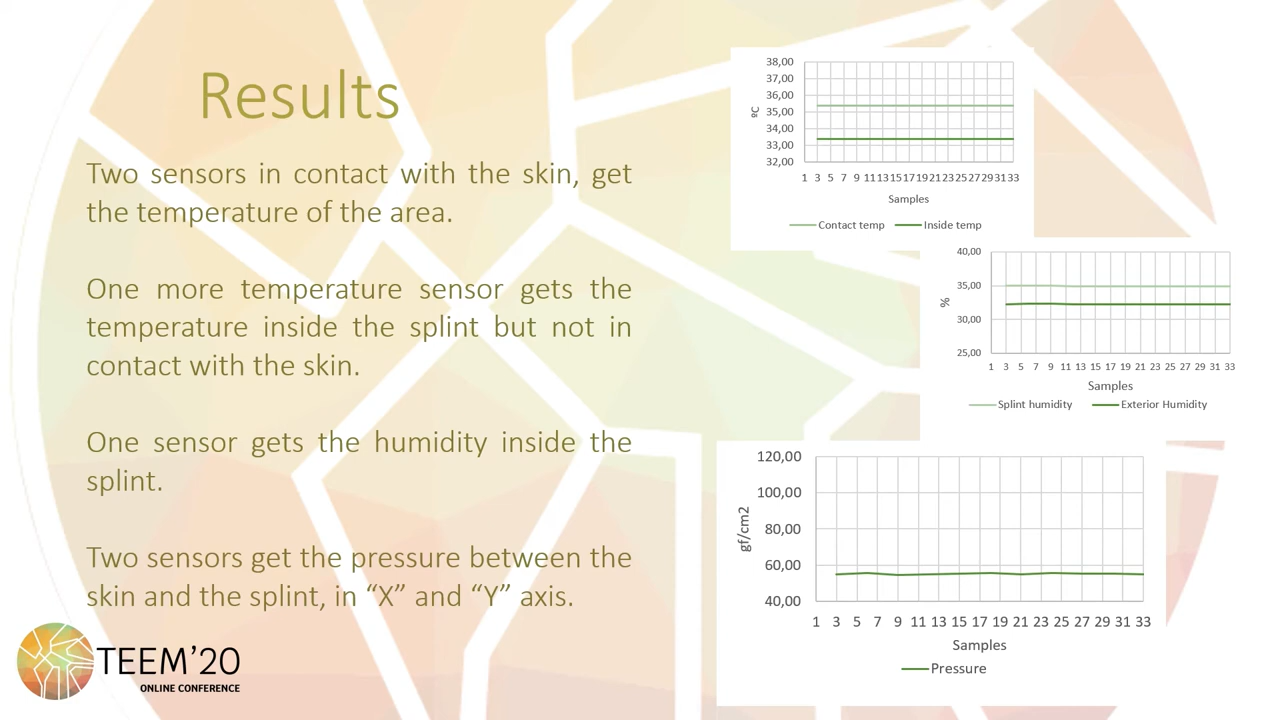 Results
Two sensors in contact with the skin, get
the temperature of the area.
One more temperature sensor gets the
temperature inside the splint but not in
contact with the skin.
One sensor gets the humidity inside the
splint.
Two sensors get the pressure between the
skin and the splint, in “X” and “Y” axis.
TEEM’20
ONLINE CONFERENCE
38,00
37,00
36,00
35,00
34,00
33,00
32,00
ºC
1 3 5 7 9 11 13 15 17 19 21 23 25 27 29 31 33
Samples
Contact temp Inside temp
40,00
35,00
30,00
25,00
%
1 3 5 7 9 11 13 15 17 19 21 23 25 27 29 31 33
Samples
Splint humidity Exterior Humidity
120,00
100,00
80,00
60,00
40,00
gf/cm2
1 3 5 7 9 11 13 15 17 19 21 23 25 27 29 31 33
Samples
Pressure